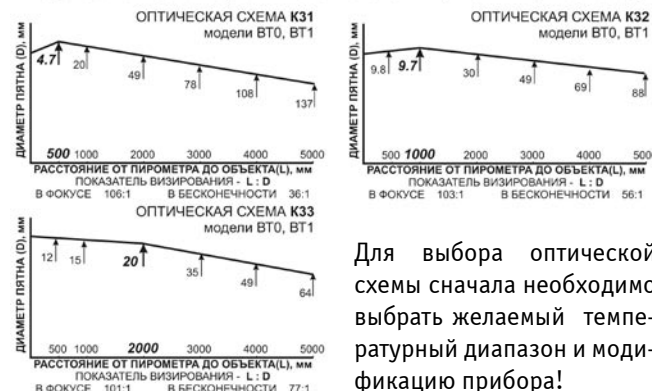 ОПТИЧЕСКАЯ СХЕМА К31
модели ВТ0, ВТ1
ДИАМЕТР ПЯТНА (D), мм
4.7 20 49 78 108 137
500 1000 2000 3000 4000 5000
РАССТОЯНИЕ ОТ ПИРОМЕТРА ДО ОБЪЕКТА(L), мм
ПОКАЗАТЕЛЬ ВИЗИРОВАНИЯ - L : D
В ФОКУСЕ 106:1 В БЕСКОНЕЧНОСТИ 36:1
ОПТИЧЕСКАЯ СХЕМА К32
модели ВТ0, ВТ1
ДИАМЕТР ПЯТНА (D), мм
9.8 9.7 30 49 69 88
500 1000 2000 3000 4000 500
РАССТОЯНИЕ ОТ ПИРОМЕТРА ДО ОБЪЕКТА(L), мм
ПОКАЗАТЕЛЬ ВИЗИРОВАНИЯ - L : D
В ФОКУСЕ 103:1 В БЕСКОНЕЧНОСТИ 56:1
ОПТИЧЕСКАЯ СХЕМА К33
модели ВТ0, ВТ1
ДИАМЕТР ПЯТНА (D), мм
12 15 20 35 49 64
500 1000 2000 3000 4000 5000
РАССТОЯНИЕ ОТ ПИРОМЕТРА ДО ОБЪЕКТА(L), мм
ПОКАЗАТЕЛЬ ВИЗИРОВАНИЯ - L : D
В ФОКУСЕ 101:1 В БЕСКОНЕЧНОСТИ 77:1
Для выбора оптической
схемы сначала необходимо
выбрать желаемый темпе-
ратурный диапазон и моди-
фикацию прибора!